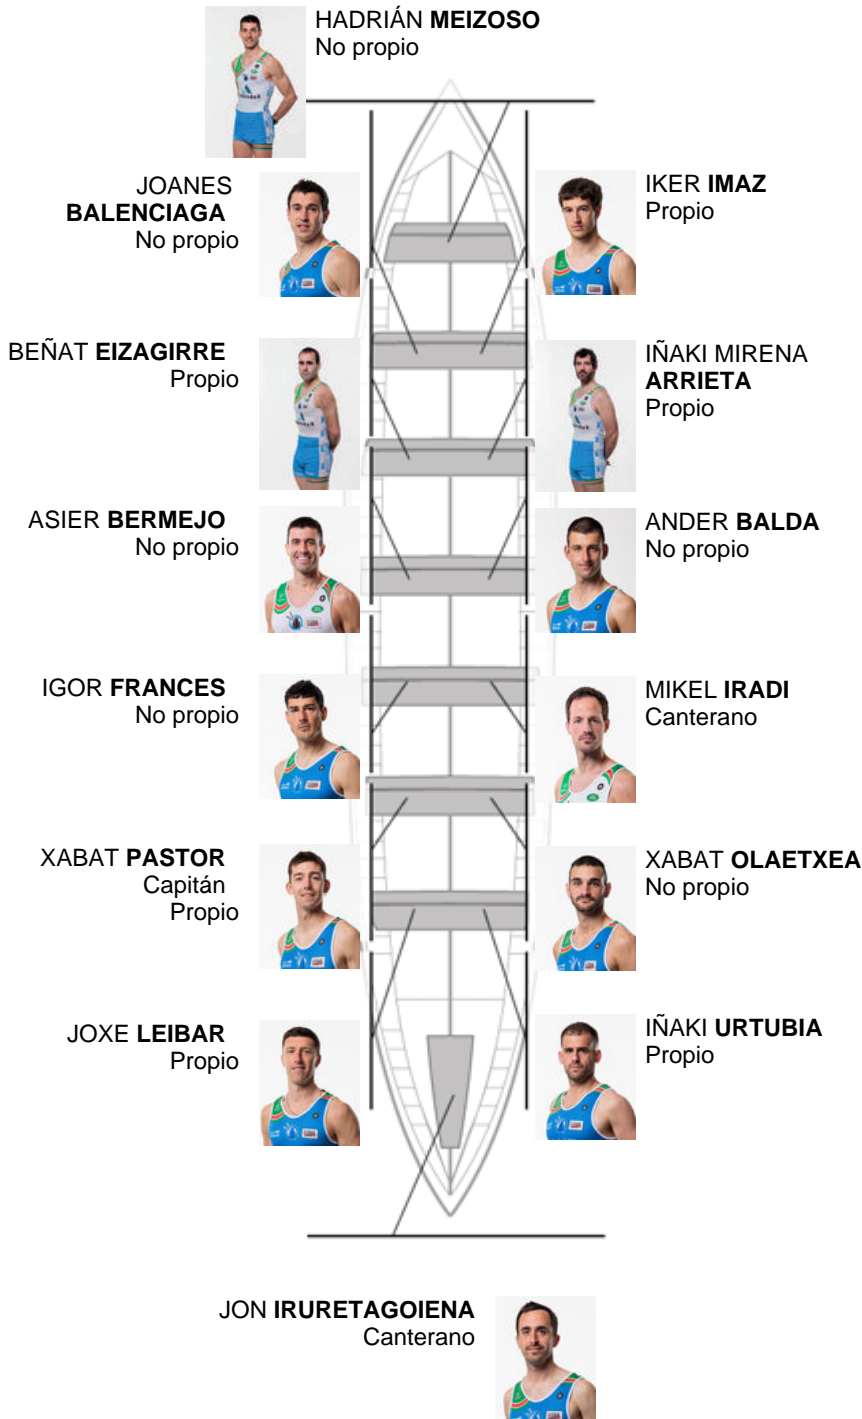 HADRIÁN MEIZOSO
No propio
JOANES
BALENCIAGA
No propio
IKER IMAZ
Propio
BEÑAT EIZAGIRRE
Propio
IÑAKI MIRENA
ARRIETA
Propio
ASIER BERMEJO
No propio
ANDER BALDA
No propio
IGOR FRANCES
No propio
MIKEL IRADI
Canterano
XABAT PASTOR
Capitán
Propio
XABAT OLAETXEA
No propio
JOXE LEIBAR
Propio
IÑAKI URTUBIA
Propio
JON IRURETAGOIENA
Canterano